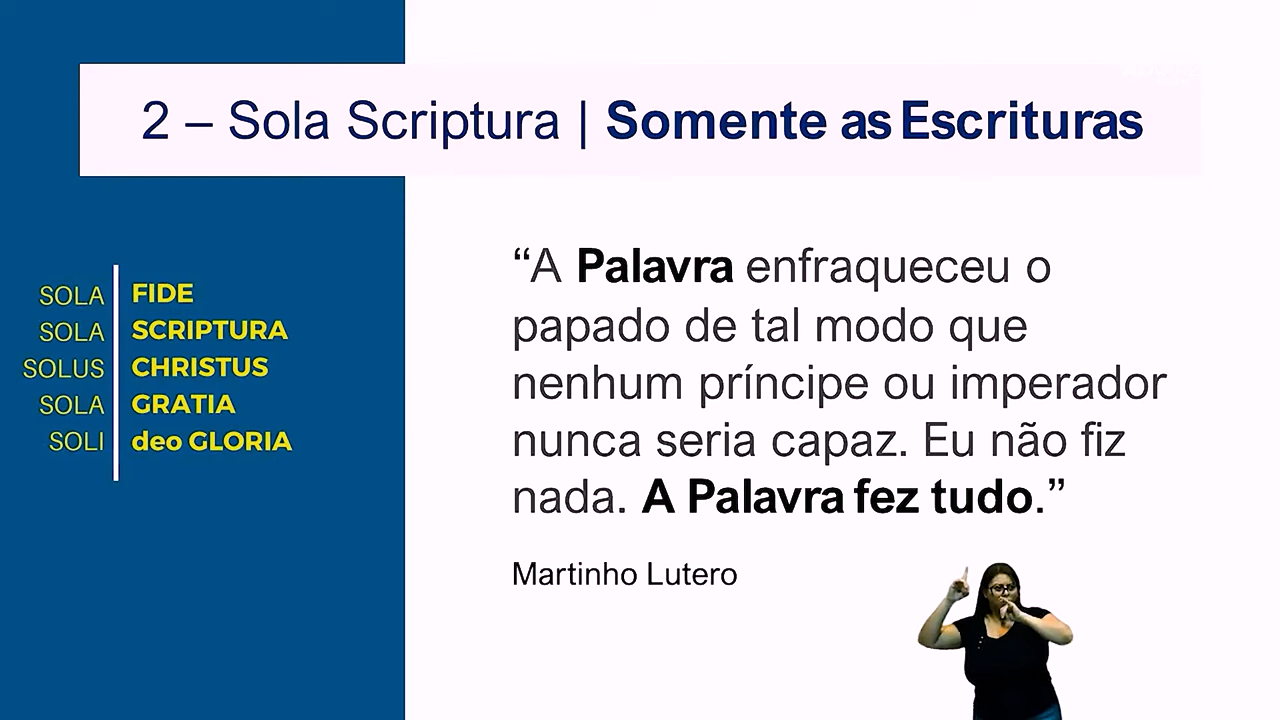 2 – Sola Scriptura | Somente as Escrituras
SOLA FIDE
SOLA SCRIPTURA
SOLUS CHRISTUS
SOLA GRATIA
SOLI deo GLORIA
“A Palavra enfraqueceu o
papado de tal modo que
nenhum príncipe ou imperador
nunca seria capaz. Eu não fiz
nada. A Palavra fez tudo.”
Martinho Lutero